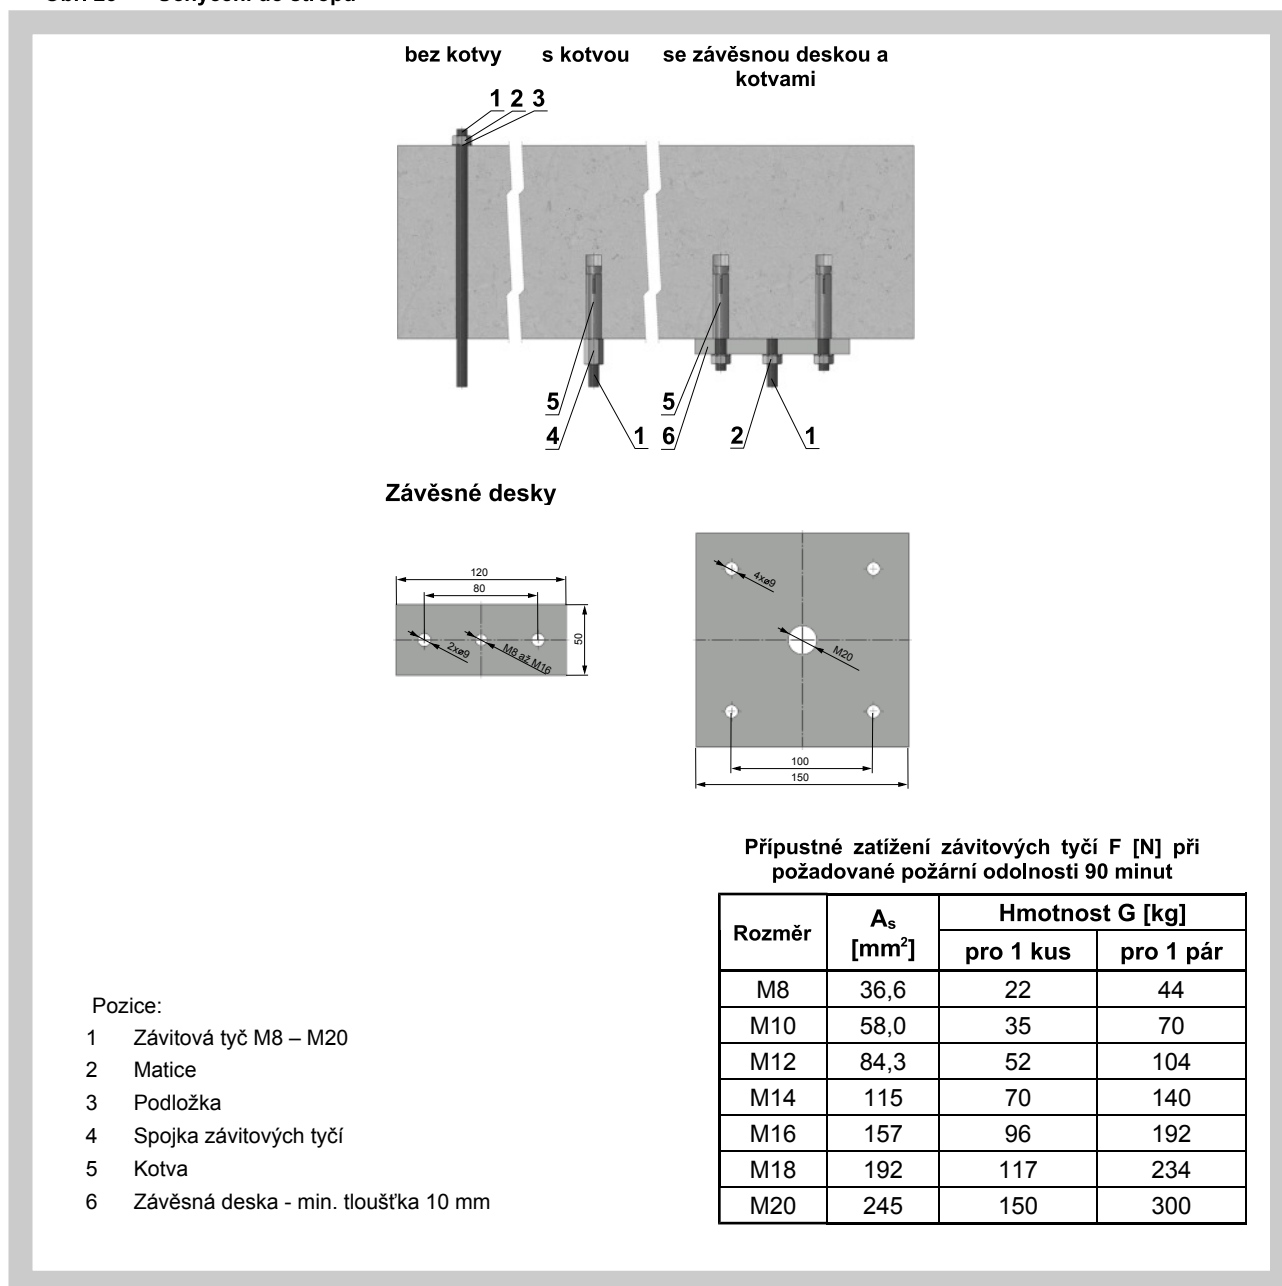 bez kotvy s kotvou se závěsnou deskou a
kotvami
1 2 3
5 5
4 1 6 2 1
Závěsné desky
120
80
50
2xø9
M8 až M16
4xø9
M20
100
150
Přípustné zatížení závitových tyčí F [N] při
požadované požární odolnosti 90 minut
Rozměr As [mm²] Hmotnost G [kg]
pro 1 kus pro 1 pár
M8 36,6 22 44
M10 58,0 35 70
M12 84,3 52 104
M14 115 70 140
M16 157 96 192
M18 192 117 234
M20 245 150 300
Pozice:
1 Závitová tyč M8 – M20
2 Matice
3 Podložka
4 Spojka závitových tyčí
5 Kotva
6 Závěsná deska - min. tloušťka 10 mm